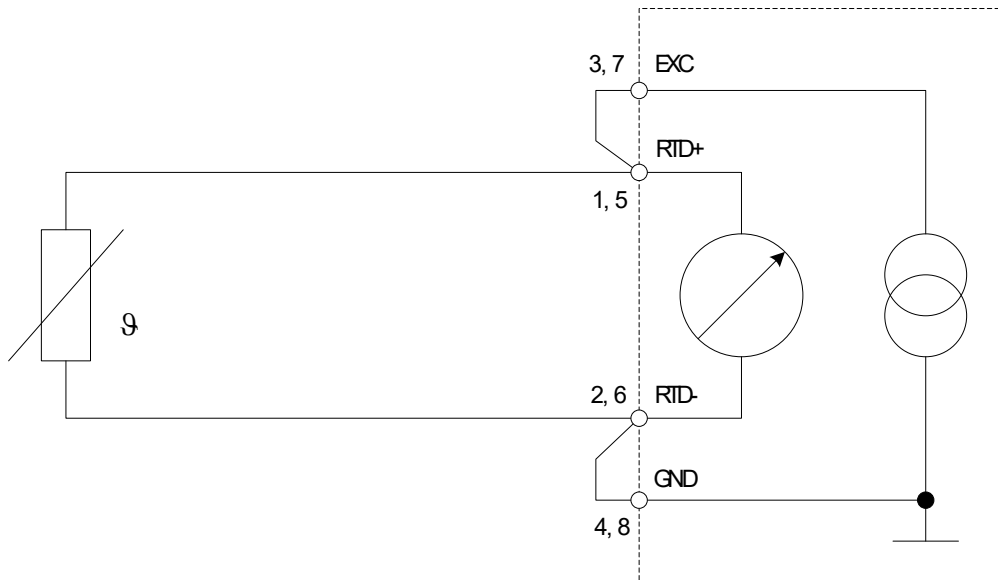 3, 7 EXC
RTD+
1, 5
ϑ
2, 6 RTD-
GND
4, 8